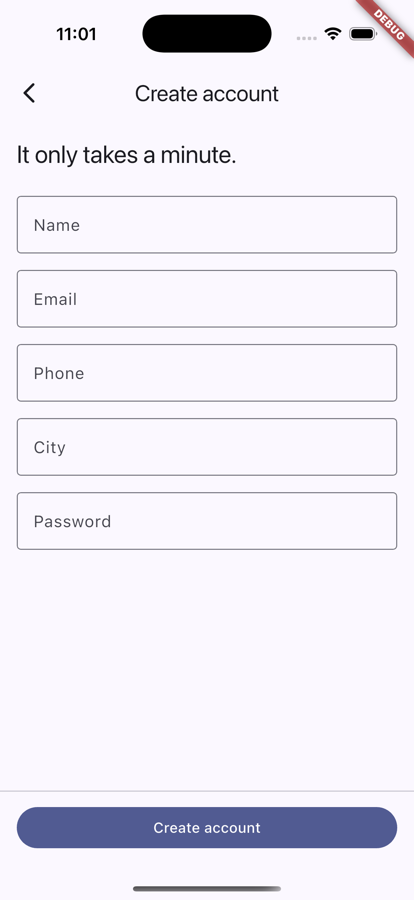 11:01
DEBUG
Create account
It only takes a minute.
Name
Email
Phone
City
Password
Create account